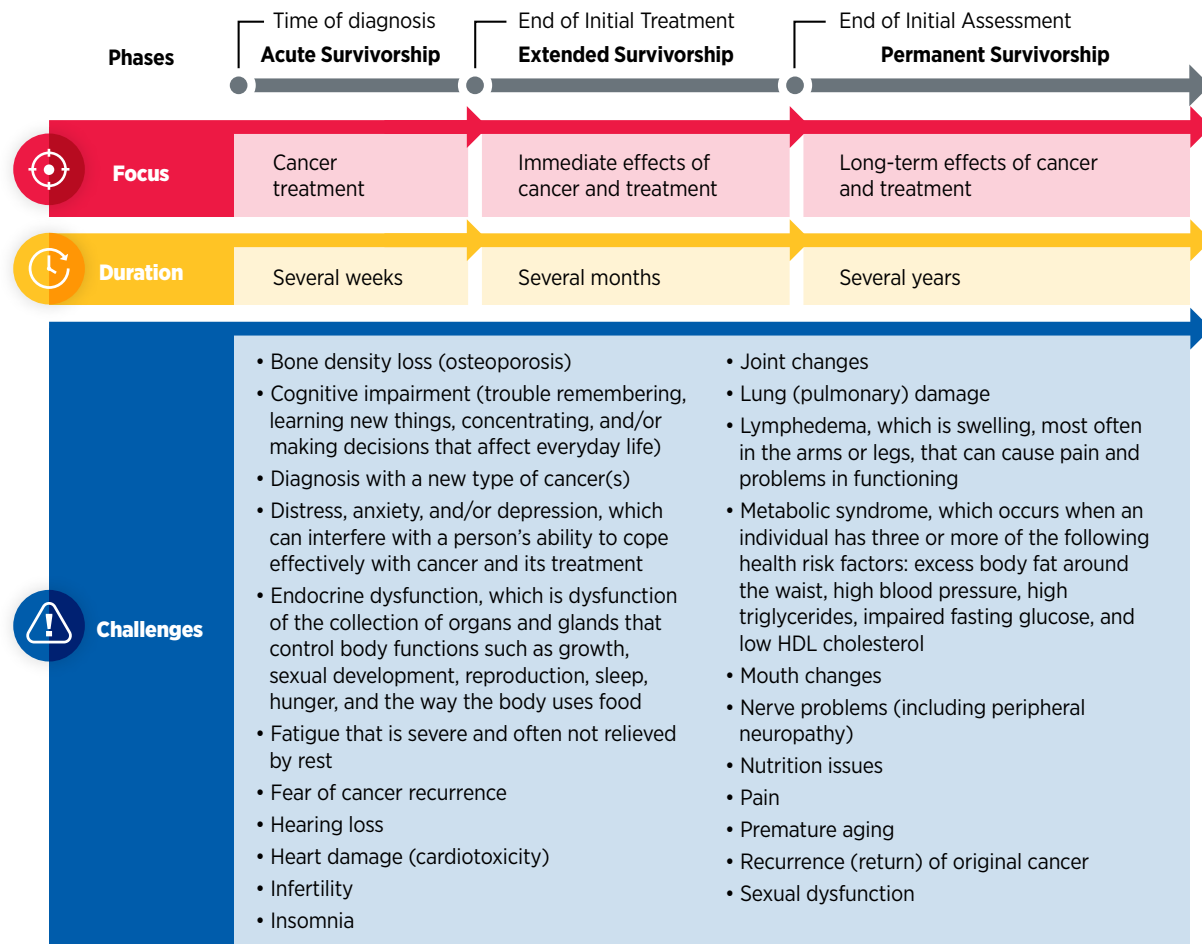 Phases
Time of diagnosis
Acute Survivorship
End of Initial Treatment
Extended Survivorship
End of Initial Assessment
Permanent Survivorship
Focus
Cancer
treatment
Immediate effects of
cancer and treatment
Long-term effects of cancer
and treatment
Duration
Several weeks
Several months
Several years
Challenges
• Bone density loss (osteoporosis)
• Cognitive impairment (trouble remembering,
learning new things, concentrating, and/or
making decisions that affect everyday life)
• Diagnosis with a new type of cancer(s)
• Distress, anxiety, and/or depression, which
can interfere with a person’s ability to cope
effectively with cancer and its treatment
• Endocrine dysfunction, which is dysfunction
of the collection of organs and glands that
control body functions such as growth,
sexual development, reproduction, sleep,
hunger, and the way the body uses food
• Fatigue that is severe and often not relieved
by rest
• Fear of cancer recurrence
• Hearing loss
• Heart damage (cardiotoxicity)
• Infertility
• Insomnia
• Joint changes
• Lung (pulmonary) damage
• Lymphedema, which is swelling, most often
in the arms or legs, that can cause pain and
problems in functioning
• Metabolic syndrome, which occurs when an
individual has three or more of the following
health risk factors: excess body fat around
the waist, high blood pressure, high
triglycerides, impaired fasting glucose, and
low HDL cholesterol
• Mouth changes
• Nerve problems (including peripheral
neuropathy)
• Nutrition issues
• Pain
• Premature aging
• Recurrence (return) of original cancer
• Sexual dysfunction